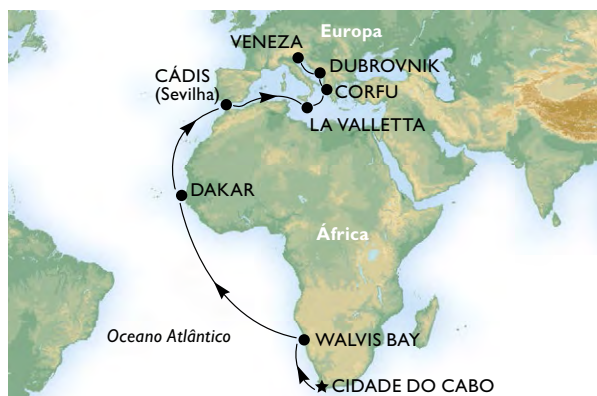 Europa
VENEZA
DUBROVNIK
CÁDIS
(Sevilha)
CORFU
LA VALLETTA
DAKAR
África
Oceano Atlântico
WALVIS BAY
CIDADE DO CABO